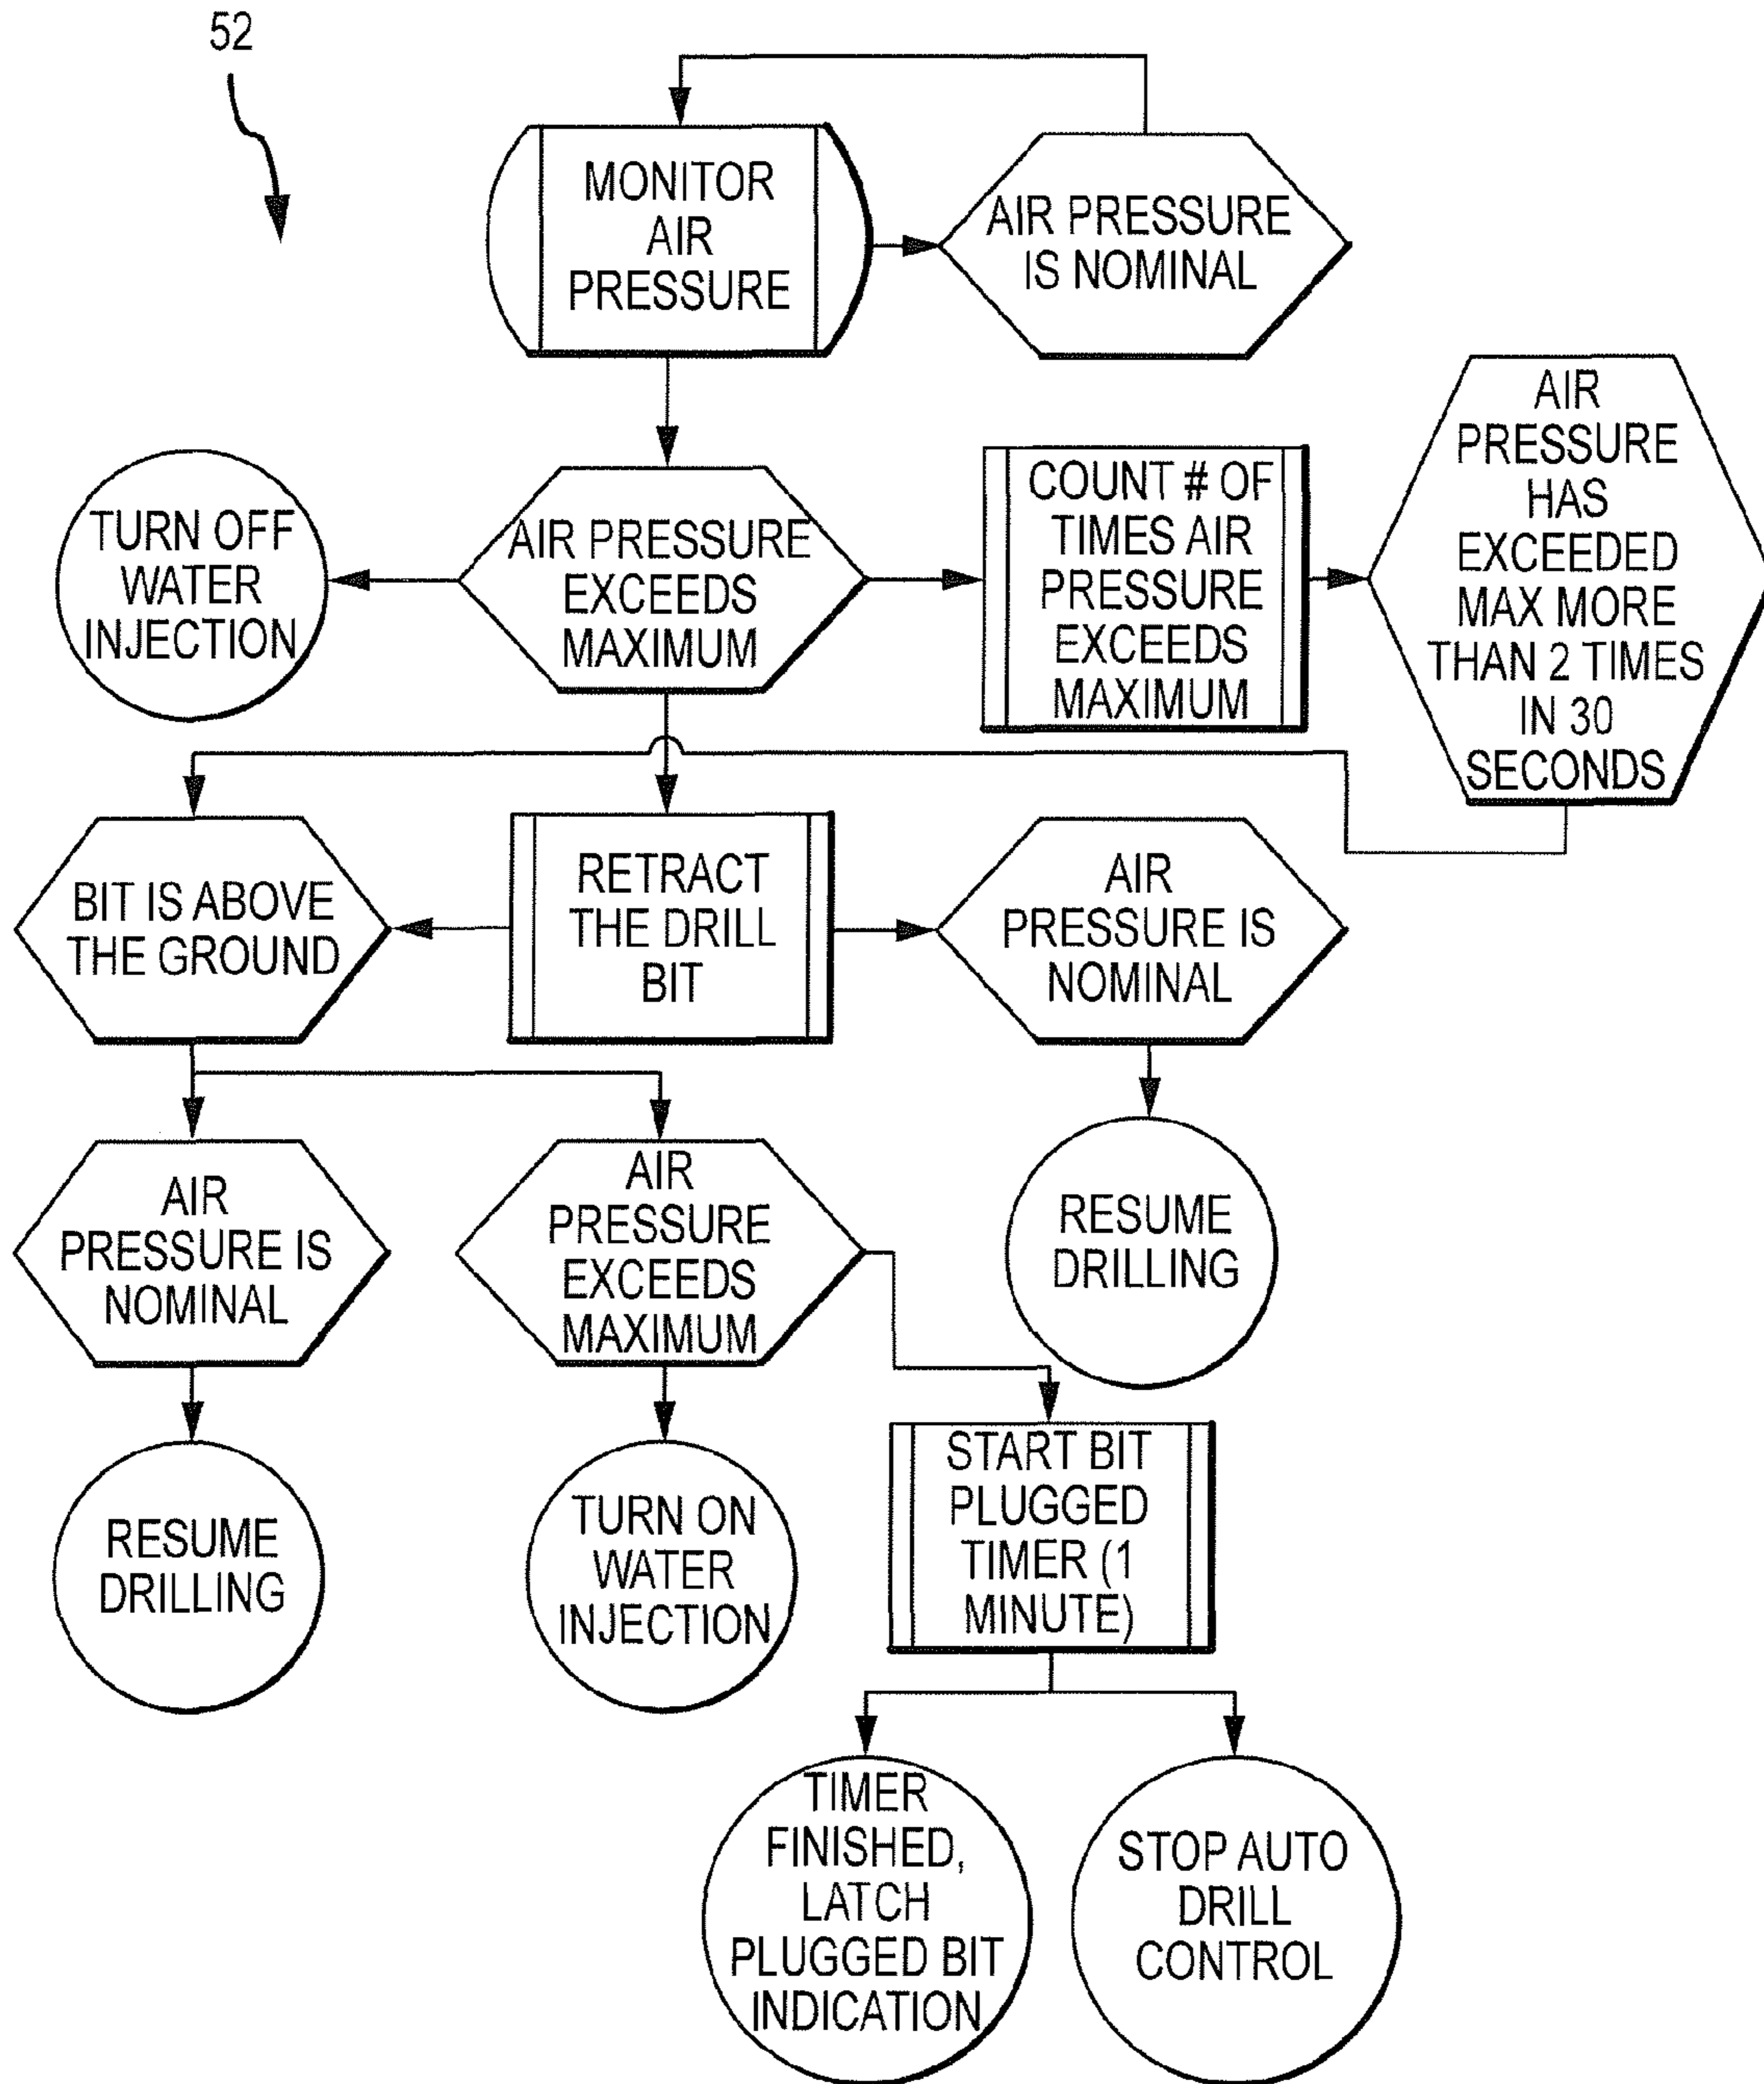 52
MONITOR
AIR
PRESSURE
AIR PRESSURE
IS NOMINAL
TURN OFF
WATER
INJECTION
AIR PRESSURE
EXCEEDS
MAXIMUM
COUNT # OF
TIMES AIR
PRESSURE
EXCEEDS
MAXIMUM
AIR
PRESSURE
HAS
EXCEEDED
MAX MORE
THAN 2 TIMES
IN 30
SECONDS
BIT IS ABOVE
THE GROUND
RETRACT
THE DRILL
BIT
AIR
PRESSURE IS
NOMINAL
AIR
PRESSURE IS
NOMINAL
AIR
PRESSURE
EXCEEDS
MAXIMUM
RESUME
DRILLING
RESUME
DRILLING
TURN ON
WATER
INJECTION
START BIT
PLUGGED
TIMER (1
MINUTE)
TIMER
FINISHED,
LATCH
PLUGGED BIT
INDICATION
STOP AUTO
DRILL
CONTROL